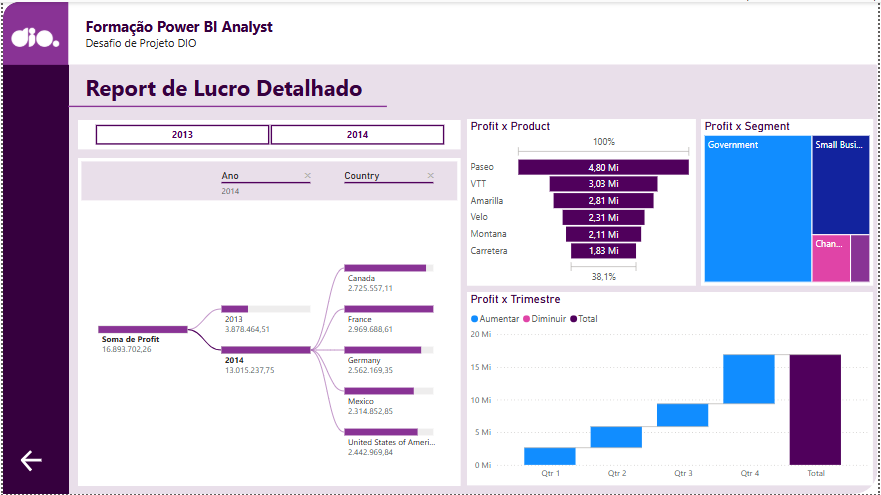 dio.
Formação Power BI Analyst
Desafio de Projeto DIO
Report de Lucro Detalhado
2013
2014
Ano
2014
Country
Soma de Profit
16.893.702,26
2013
3.878.464,51
2014
13.015.237,75
Canada
2.725.557,11
France
2.969.688,61
Germany
2.562.169,35
Mexico
2.314.852,85
United States of Ameri...
2.442.969,84
Profit x Product
100%
Paseo 4,80 Mi
VTT 3,03 Mi
Amarilla 2,81 Mi
Velo 2,31 Mi
Montana 2,11 Mi
Carretera 1,83 Mi
38,1%
Profit x Segment
Government
Small Busi...
Chan...
Profit x Trimestre
Aumentar Diminuir Total
20 Mi
15 Mi
10 Mi
5 Mi
0 Mi
Qtr 1 Qtr 2 Qtr 3 Qtr 4 Total